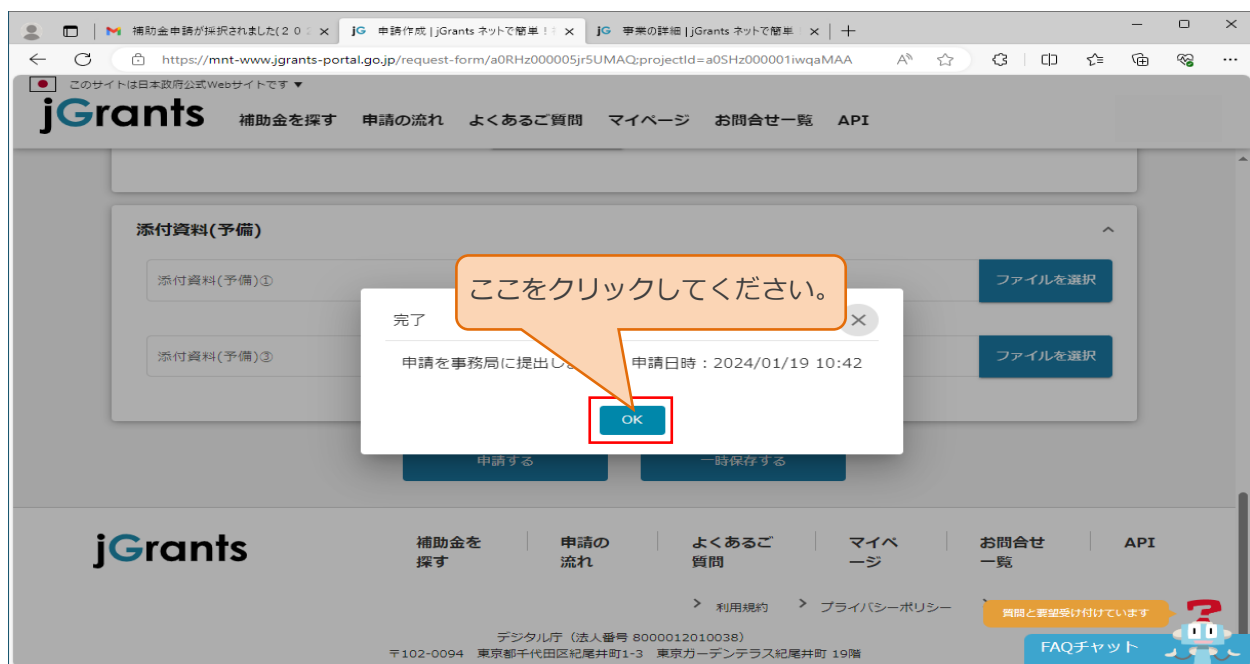 補助金申請が採択されました(20
jG 申請作成 | jGrants ネットで簡単！
jG 事業の詳細 | jGrants ネットで簡単
https://mnt-www.jgrants-portal.go.jp/request-form/a0RHz000005jr5UMAQ;projectId=a0SHz000001iwqaMAA
このサイトは日本政府公式Webサイトです ▼
jGrants 補助金を探す 申請の流れ よくあるご質問 マイページ お問合せ一覧 API
添付資料(予備)
添付資料(予備)①
ファイルを選択
ここをクリックしてください。
完了
申請を事務局に提出し
申請日時：2024/01/19 10:42
OK
添付資料(予備)③
ファイルを選択
申請する
一時保存する
jGrants
補助金を
探す
申請の
流れ
よくあるご
質問
マイペ
ージ
お問合せ
一覧
API
利用規約
プライバシーポリシー
質問と要望受け付けています
FAQチャット
デジタル庁（法人番号 8000012010038）
〒102-0094 東京都千代田区紀尾井町1-3 東京ガーデンテラス紀尾井町 19階